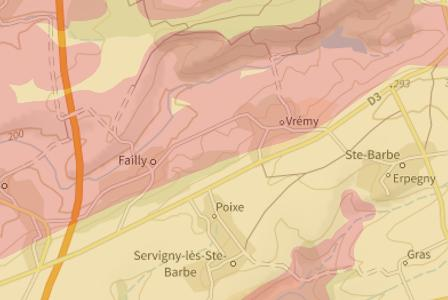 293
D3
Vrémy
200
Failly
Ste-Barbe
Erpegny
Poixe
Servigny-lès-Ste-
Barbe
Gras